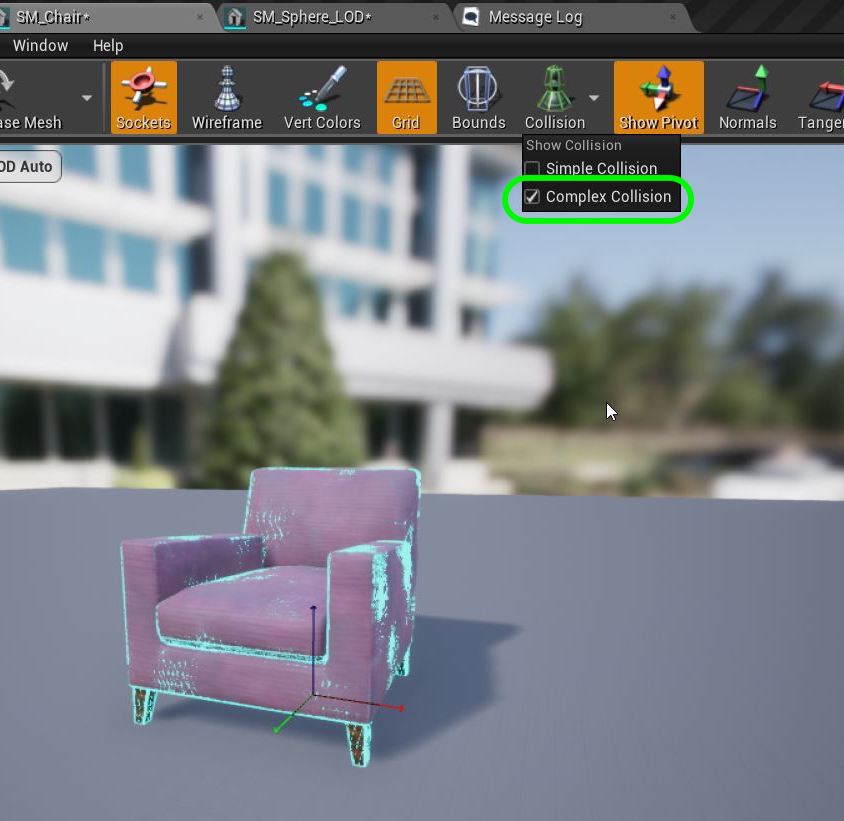 SM_Chair*
SM_Sphere_LOD*
Message Log
Window Help
ase Mesh Sockets Wireframe Vert Colors Grid Bounds Collision Show Pivot Normals Tange
Show Collision
OD Auto
Simple Collision
Complex Collision